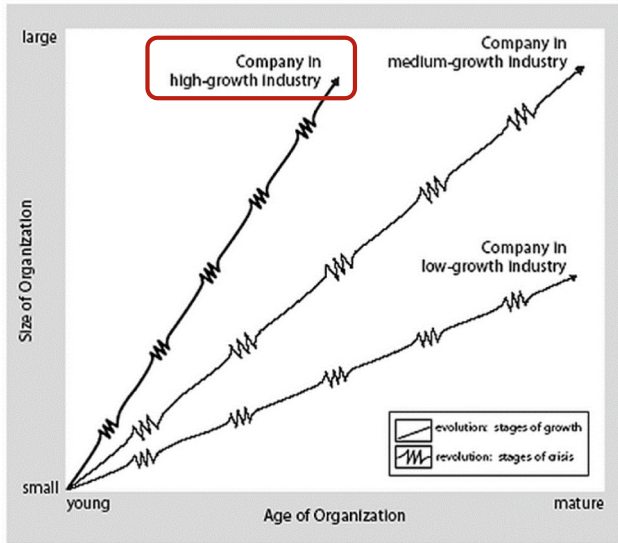 large
Company in
high-growth industry
Company in
medium-growth industry
Size of Organization
Company in
low-growth industry
evolution: stages of growth
revolution: stages of crisis
small
young
mature
Age of Organization